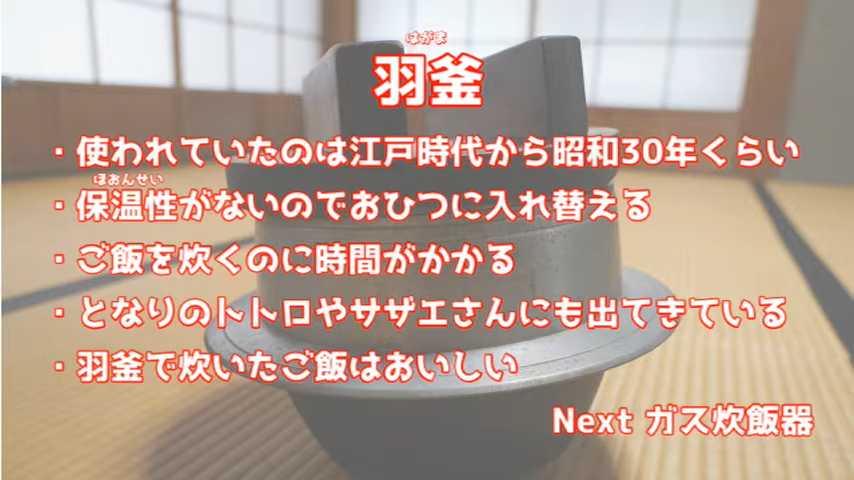 はがま
羽釜
・使われていたのは江戸時代から昭和30年くらい
ほおんせい
・保温性がないのでおひつに入れ替える
・ご飯を炊くのに時間がかかる
・となりのトトロやサザエさんにも出てきている
・羽釜で炊いたご飯はおいしい
Next ガス炊飯器